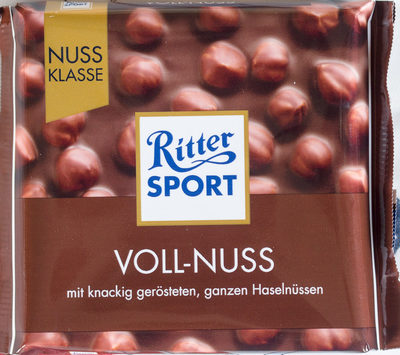 NUSS
KLASSE
Ritter
SPORT
VOLL-NUSS
mit knackig gerösteten, ganzen Haselnüssen